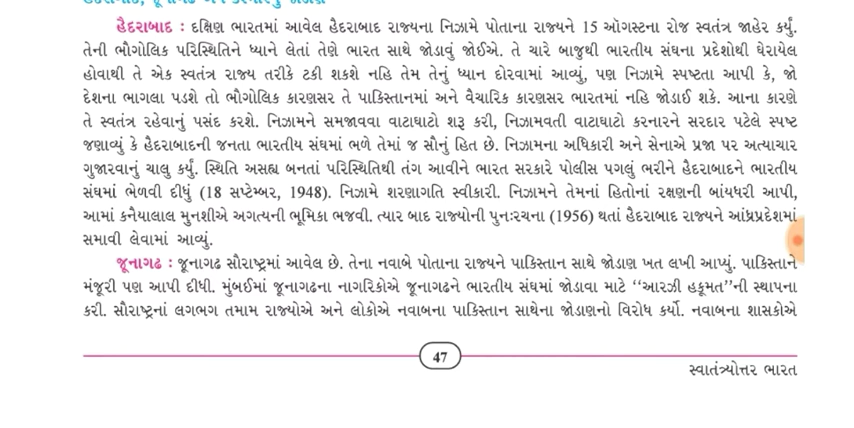 હૈદરાબાદ : દક્ષિણ ભારતમાં આવેલ હૈદરાબાદ રાજ્યના નિઝામે પોતાના રાજ્યને 15 ઑગસ્ટના રોજ સ્વતંત્ર જાહેર કર્યું.
તેની ભૌગોલિક પરિસ્થિતિને ધ્યાને લેતાં તેણે ભારત સાથે જોડાવું જોઈએ. તે ચારે બાજુથી ભારતીય સંઘના પ્રદેશોથી ઘેરાયેલ
હોવાથી તે એક સ્વતંત્ર રાજ્ય તરીકે ટકી શકશે નહિ તેમ તેનું ધ્યાન દોરવામાં આવ્યું, પણ નિઝામે સ્પષ્ટતા આપી કે, જો
દેશના ભાગલા પડશે તો ભૌગોલિક કારણસર તે પાકિસ્તાનમાં અને વૈચારિક કારણસર ભારતમાં નહિ જોડાઈ શકે. આના કારણે
તે સ્વતંત્ર રહેવાનું પસંદ કરશે. નિઝામને સમજાવવા વાટાઘાટો શરૂ કરી, નિઝામવતી વાટાઘાટો કરનારને સરદાર પટેલે સ્પષ્ટ
જણાવ્યું કે હૈદરાબાદની જનતા ભારતીય સંઘમાં ભળે તેમાં જ સૌનું હિત છે. નિઝામના અધિકારી અને સેનાએ પ્રજા પર અત્યાચાર
ગુજારવાનું ચાલુ કર્યું. સ્થિતિ અસહ્ય બનતાં પરિસ્થિતિથી તંગ આવીને ભારત સરકારે પોલીસ પગલું ભરીને હૈદરાબાદને ભારતીય
સંઘમાં ભેળવી દીધું (18 સપ્ટેમ્બર, 1948). નિઝામે શરણાગતિ સ્વીકારી. નિઝામને તેમનાં હિતોનાં રક્ષણની બાંયધરી આપી,
આમાં કનૈયાલાલ મુનશીએ અગત્યની ભૂમિકા ભજવી. ત્યાર બાદ રાજ્યોની પુનઃરચના (1956) થતાં હૈદરાબાદ રાજ્યને આંધ્રપ્રદેશમાં
સમાવી લેવામાં આવ્યું.
જૂનાગઢ : જૂનાગઢ સૌરાષ્ટ્રમાં આવેલ છે. તેના નવાબે પોતાના રાજ્યને પાકિસ્તાન સાથે જોડાણ ખત લખી આપ્યું. પાકિસ્તાને
મંજૂરી પણ આપી દીધી. મુંબઈમાં જૂનાગઢના નાગરિકોએ જૂનાગઢને ભારતીય સંઘમાં જોડાવા માટે "આરઝી હકૂમત"ની સ્થાપના
કરી. સૌરાષ્ટ્રનાં લગભગ તમામ રાજ્યોએ અને લોકોએ નવાબના પાકિસ્તાન સાથેના જોડાણનો વિરોધ કર્યો. નવાબના શાસકોએ
47
સ્વાતંત્ર્યોત્તર ભારત